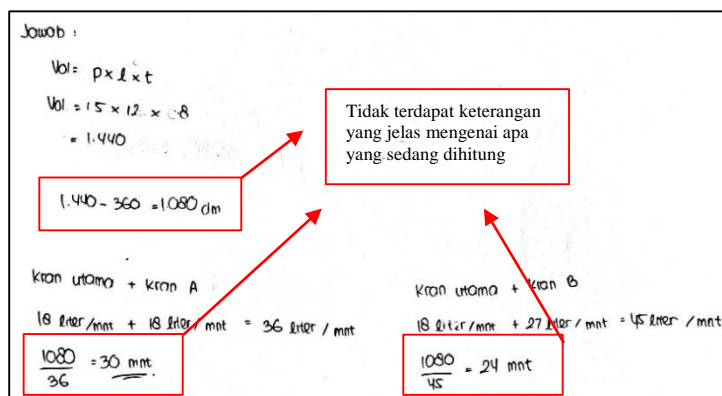 Jawab :
Vol = p x l x t
Vol = 15 x 12 x 8
= 1.440
Tidak terdapat keterangan
yang jelas mengenai apa
yang sedang dihitung
1.440 - 360 = 1.080 dm
Kran utama + Kran A
18 liter/mnt + 18 liter/mnt = 36 liter / mnt
1080
36
= 30 mnt
Kran utama + Kran B
18 liter/mnt + 27 liter/mnt = 45 liter / mnt
1080
45
= 24 mnt